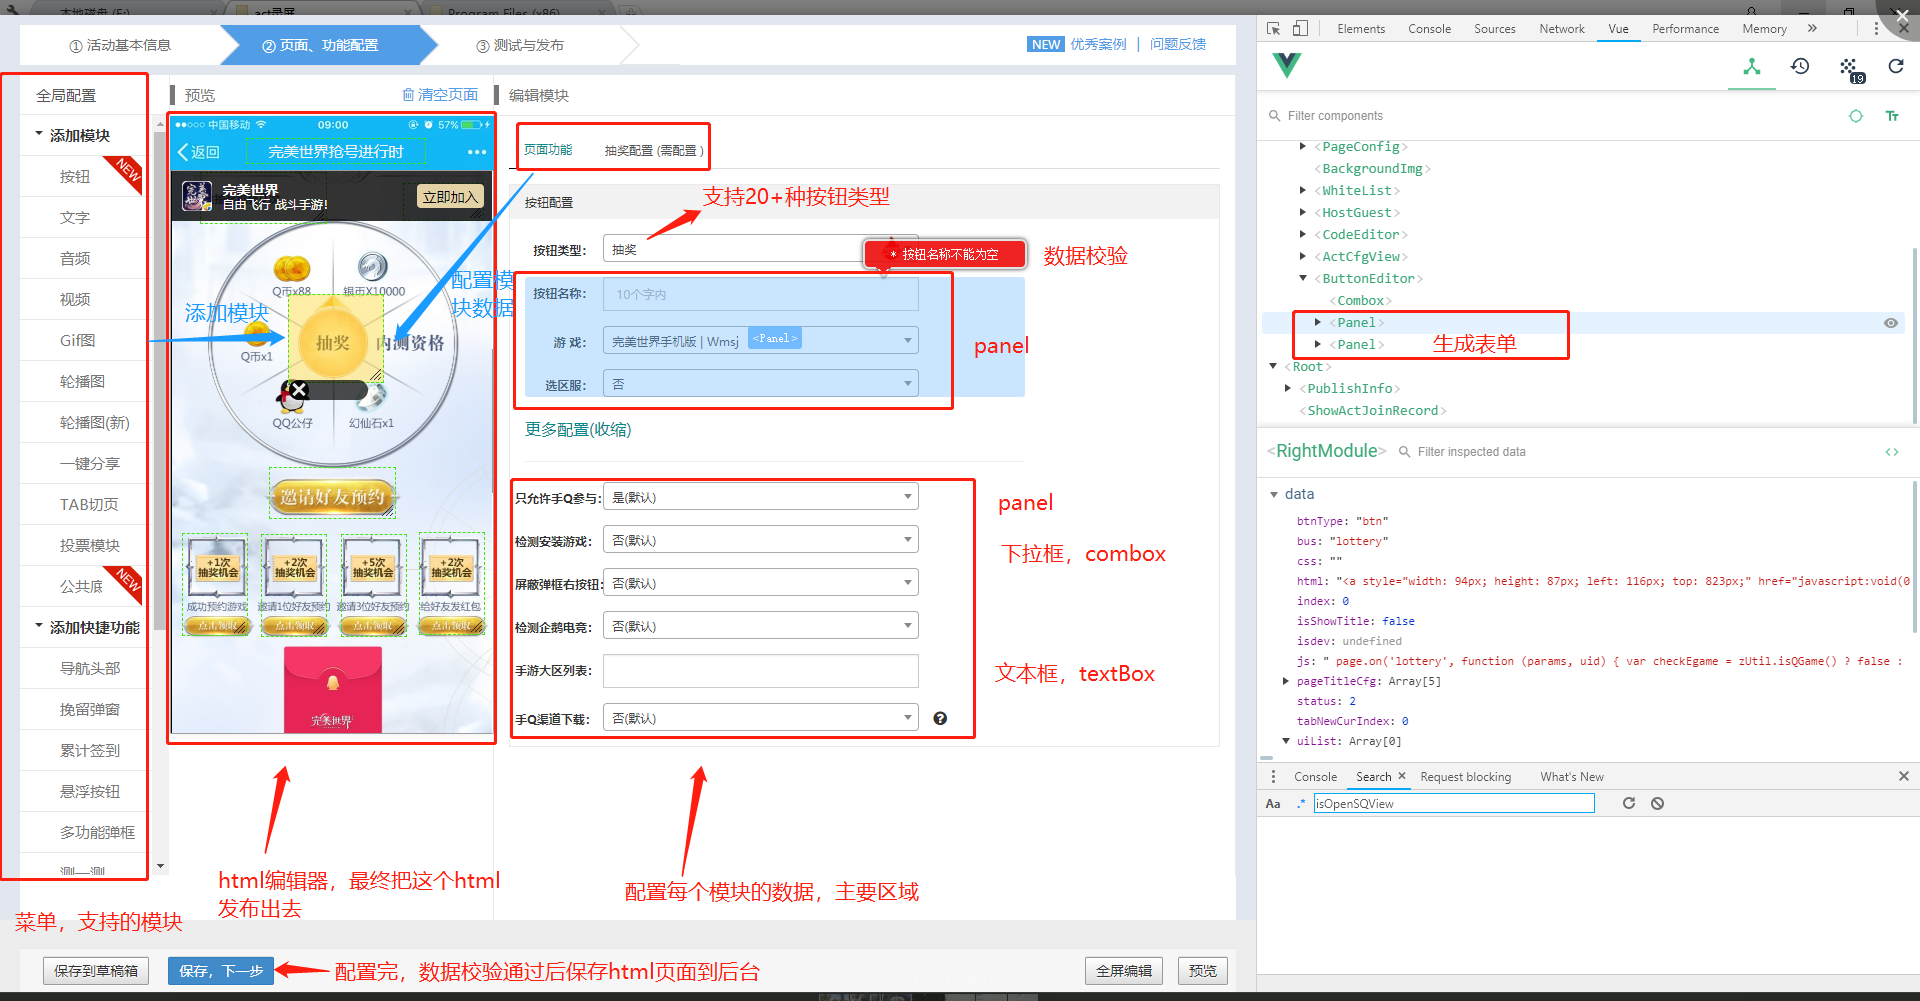 本地磁盘 (F:)
act录屏
Program Files (x86)
① 活动基本信息
② 页面、功能配置
③ 测试与发布
NEW 优秀案例 | 问题反馈
全局配置
添加模块
按钮
NEW
文字
音频
视频
Gif图
轮播图
轮播图(新)
一键分享
TAB切页
投票模块
公共底
NEW
添加快捷功能
导航头部
挽留弹窗
累计签到
悬浮按钮
多功能弹框
测一测
菜单，支持的模块
预览
清空页面
中国移动
09:00
57%
返回
完美世界抢号进行时
完美世界
自由飞行 战斗手游!
立即加入
Q币x88
银币X10000
添加模块
配置模
块数据
Q币x1
抽奖
内测资格
QQ公仔
幻仙石x1
邀请好友预约
+1次
抽奖机会
+2次
抽奖机会
+5次
抽奖机会
+2次
抽奖机会
成功预约游戏
邀请1位好友预约
邀请3位好友预约
给好友发红包
点击领取
点击领取
点击领取
点击领取
完美世界
html编辑器，最终把这个html
发布出去
编辑模块
页面功能
抽奖配置 (需配置 )
支持20+种按钮类型
按钮配置
按钮类型：
抽奖
* 按钮名称不能为空
数据校验
按钮名称：
10个字内
游 戏：
完美世界手机版 | Wmsj
<Panel>
panel
选区服：
否
更多配置(收缩)
只允许手Q参与：
是(默认)
panel
检测安装游戏：
否(默认)
下拉框，combox
屏蔽弹框右按钮：
否(默认)
检测企鹅电竞：
否(默认)
手游大区列表：
文本框，textBox
手Q渠道下载：
否(默认)
配置每个模块的数据，主要区域
保存到草稿箱
保存，下一步
配置完，数据校验通过后保存html页面到后台
全屏编辑
预览
Elements
Console
Sources
Network
Vue
Performance
Memory
19
Filter components
<PageConfig>
<BackgroundImg>
<WhiteList>
<HostGuest>
<CodeEditor>
<ActCfgView>
<ButtonEditor>
<Combox>
<Panel>
<Panel>
生成表单
<Root>
<PublishInfo>
<ShowActJoinRecord>
<RightModule>
Filter inspected data
data
btnType: "btn"
bus: "lottery"
css: ""
html: "<a style="width: 94px; height: 87px; left: 116px; top: 823px;" href="javascript:void(0
index: 0
isShowTitle: false
isdev: undefined
js: " page.on('lottery', function (params, uid) { var checkEgame = zUtil.isQGame() ? false :
pageTitleCfg: Array[5]
status: 2
tabNewCurIndex: 0
uiList: Array[0]
Console
Search
Request blocking
What's New
Aa
.*
isOpenSQView